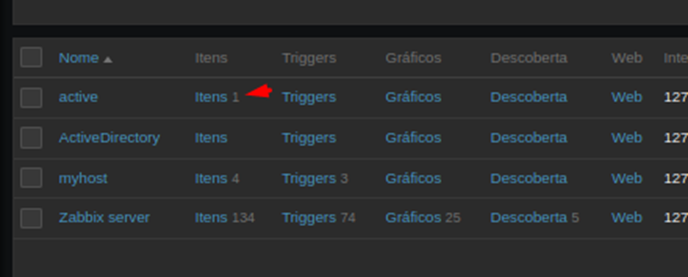 Nome Itens Triggers Gráficos Descoberta Web Inte
active Itens 1 Triggers Gráficos Descoberta Web 127
ActiveDirectory Itens Triggers Gráficos Descoberta Web 127
myhost Itens 4 Triggers 3 Gráficos Descoberta Web 127
Zabbix server Itens 134 Triggers 74 Gráficos 25 Descoberta 5 Web 127